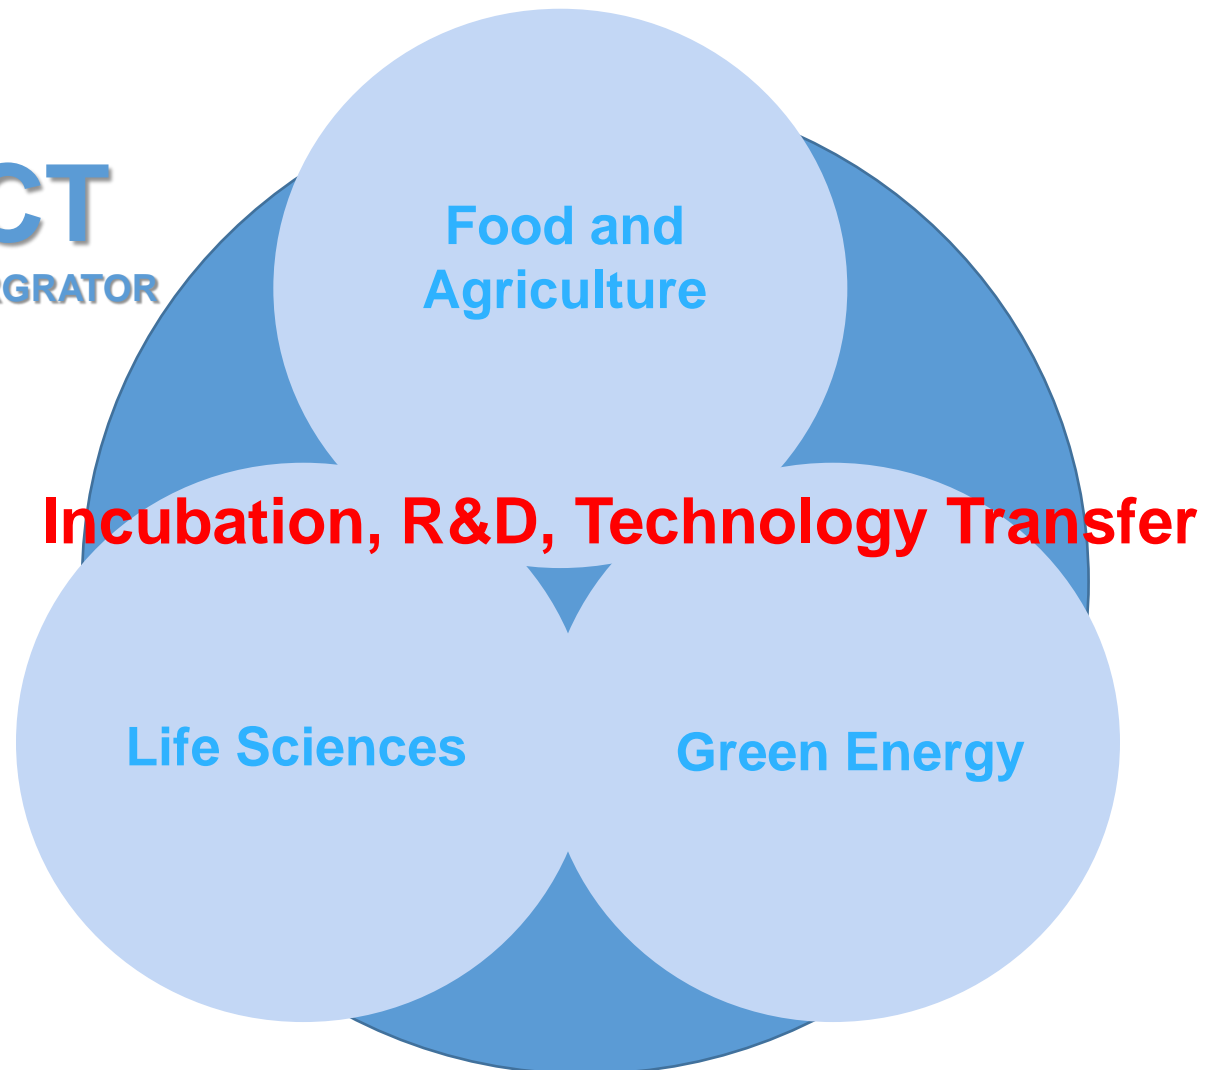 CT
GRATOR
Food and
Agriculture
Incubation, R&D, Technology Transfer
Life Sciences
Green Energy